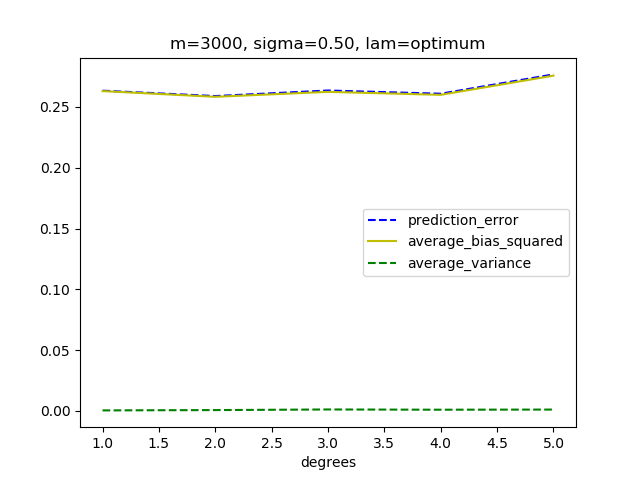 m=3000, sigma=0.50, lam=optimum
0.25
0.20
0.15
0.10
0.05
0.00
prediction_error
average_bias_squared
average_variance
1.0 1.5 2.0 2.5 3.0 3.5 4.0 4.5 5.0
degrees